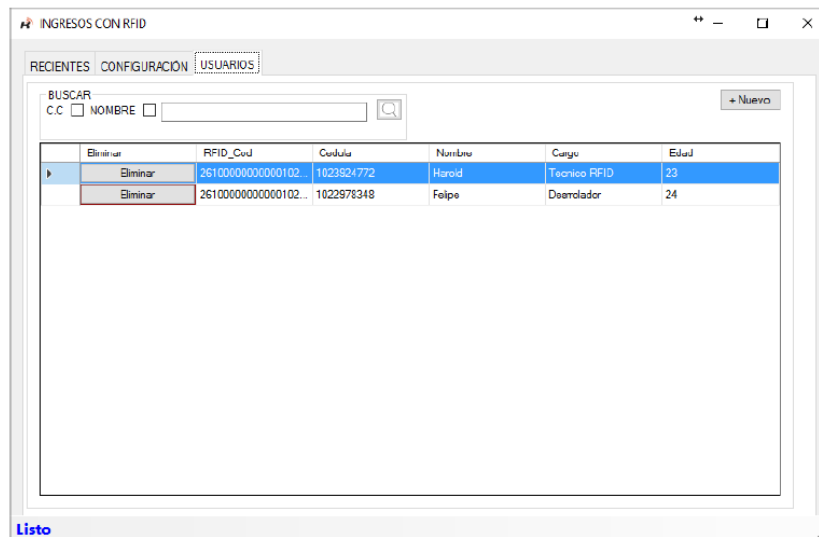 INGRESOS CON RFID
RECIENTES CONFIGURACIÓN USUARIOS
BUSCAR
C.C NOMBRE
+ Nuevo
Eliminar RFID_Cod Cedula Nombre Cargo Edad
Eliminar 26100000000000102... 1023924772 Harold Tecnico RFID 23
Eliminar 26100000000000102... 1022978348 Felipe Desrrolador 24
Listo